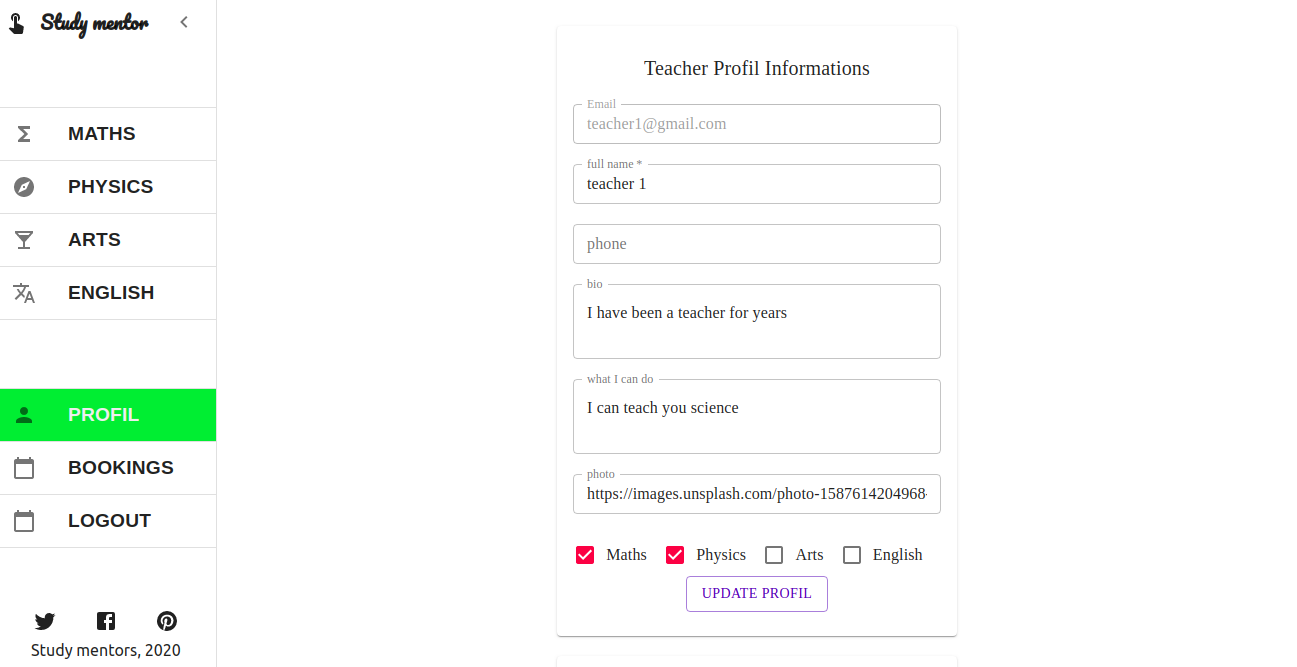 Study mentor
MATHS
PHYSICS
ARTS
ENGLISH
PROFIL
BOOKINGS
LOGOUT
Study mentors, 2020
Teacher Profil Informations
Email
teacher1@gmail.com
full name *
teacher 1
phone
bio
I have been a teacher for years
what I can do
I can teach you science
photo
https://images.unsplash.com/photo-1587614204968-
Maths Physics Arts English
UPDATE PROFIL